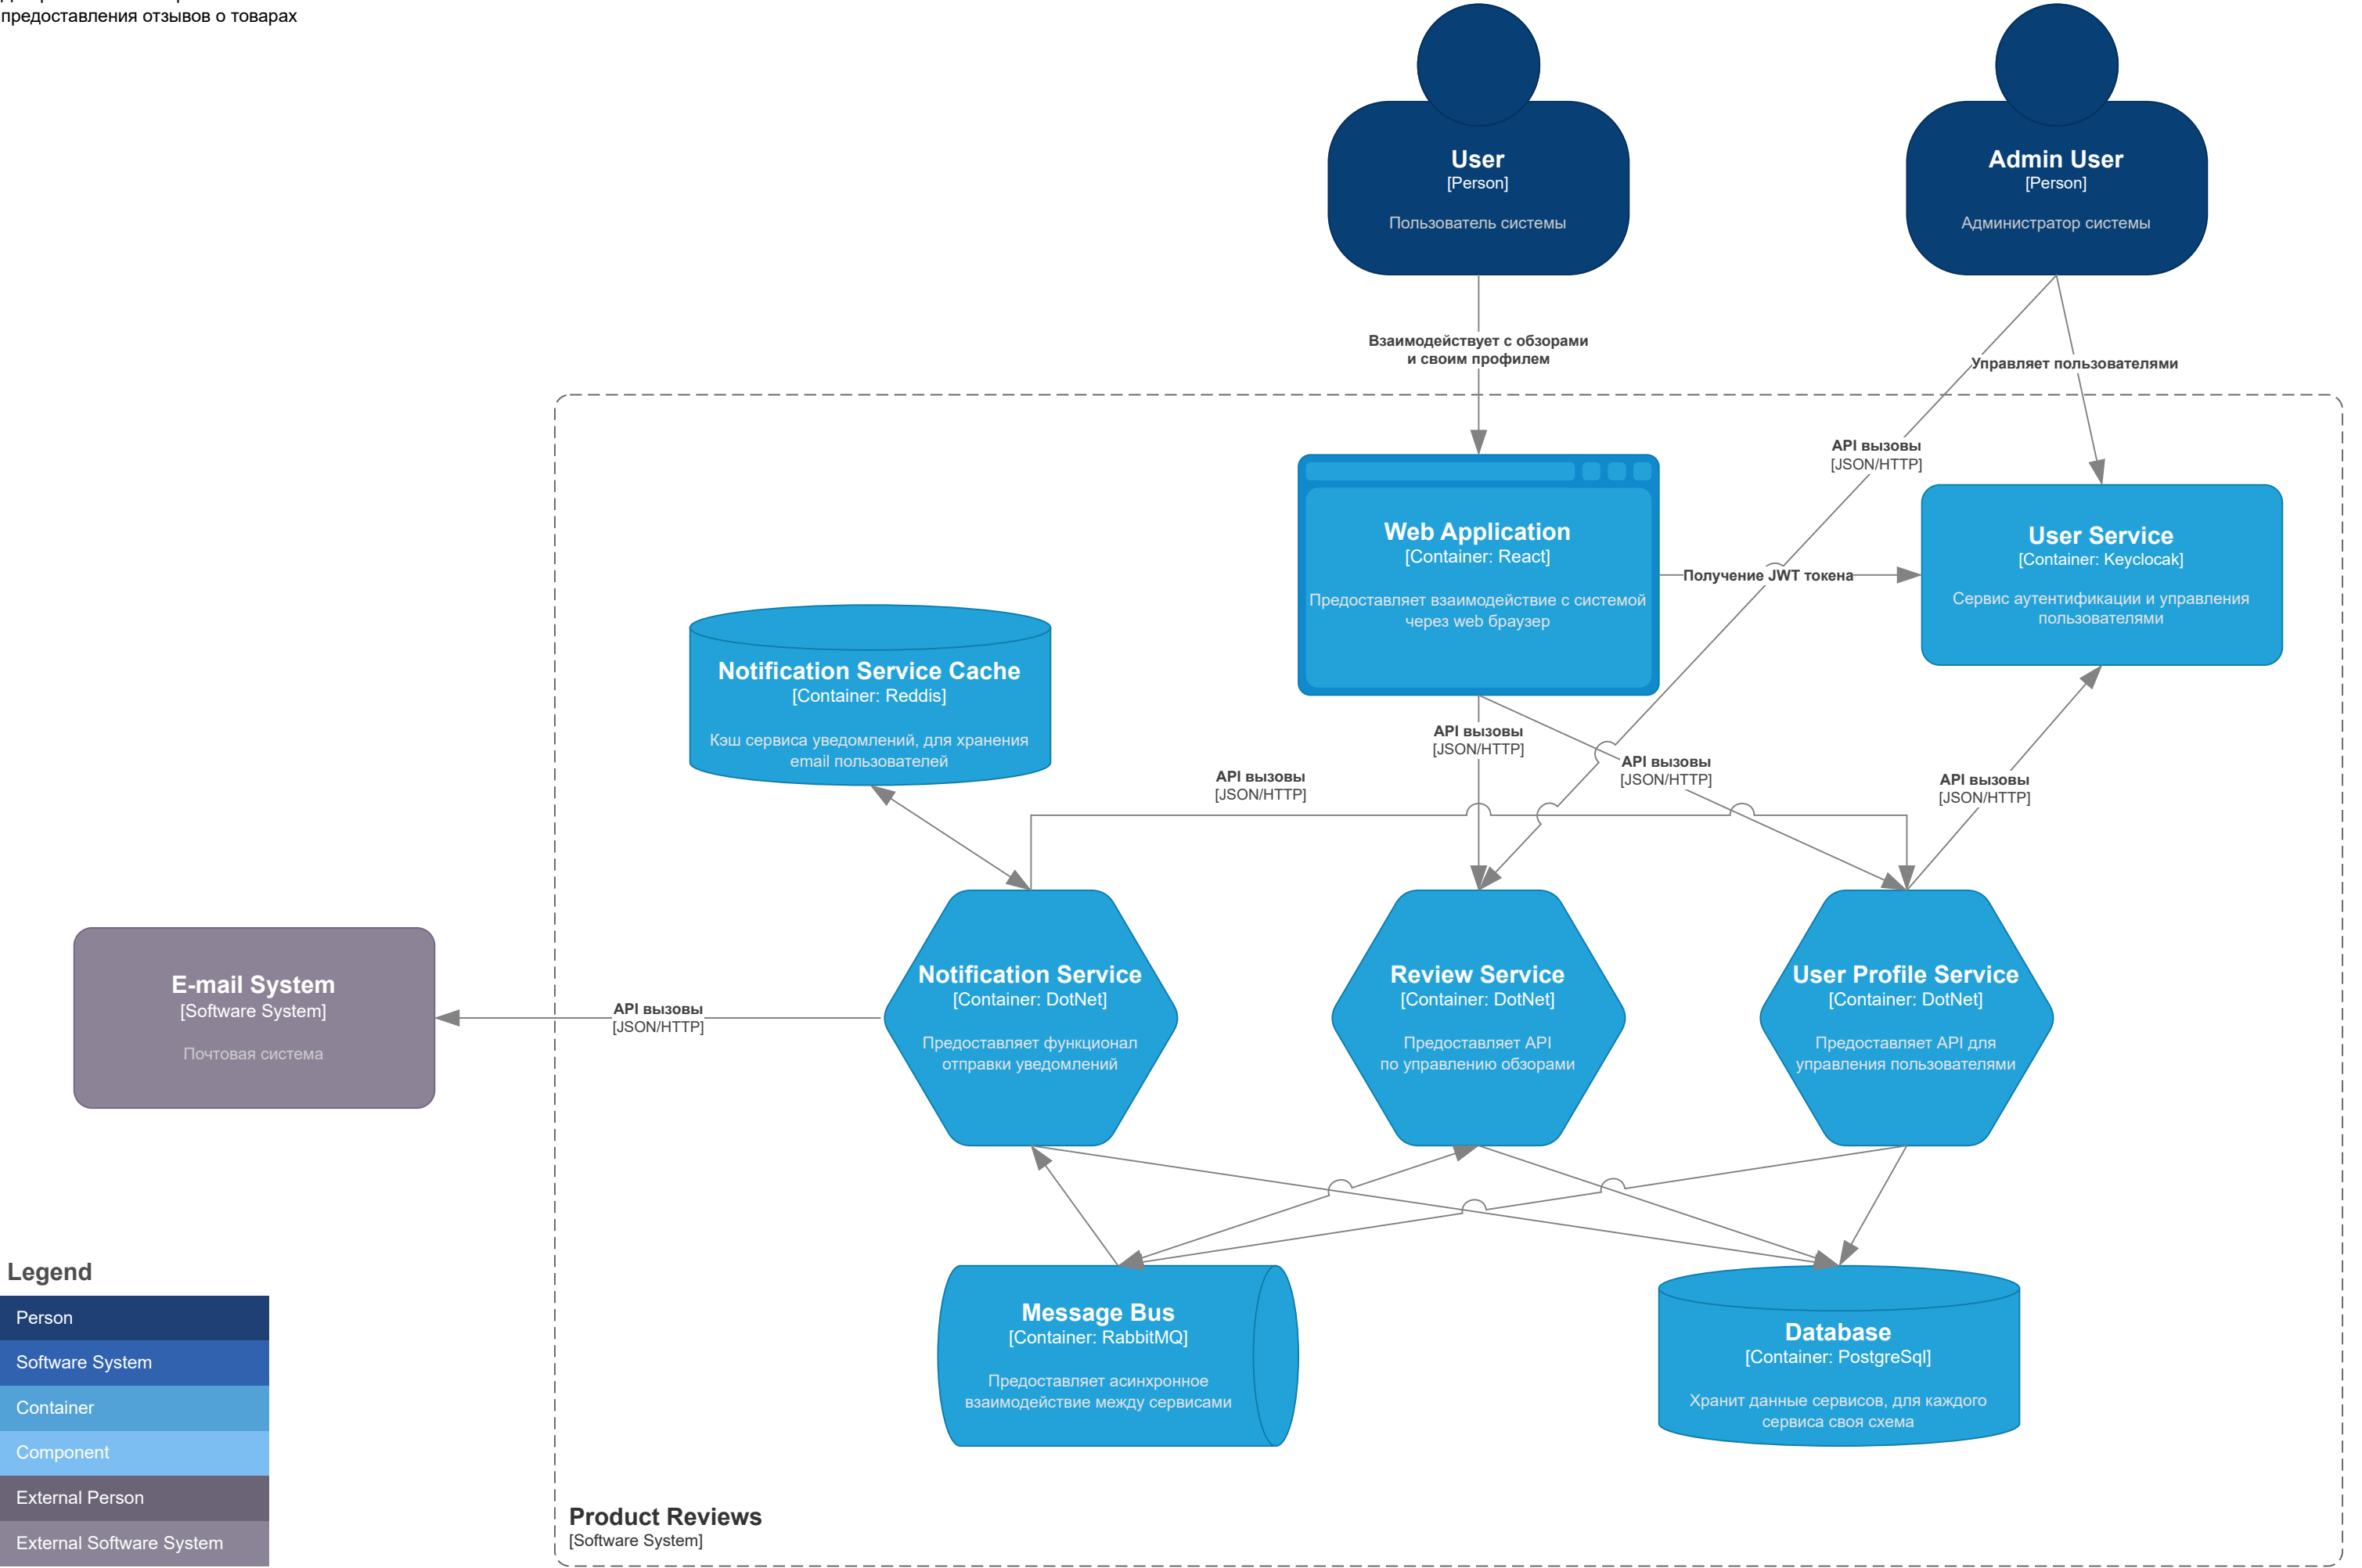 предоставления отзывов о товарах
User
[Person]
Пользователь системы
Admin User
[Person]
Администратор системы
Взаимодействует с обзорами
и своим профилем
Управляет пользователями
API вызовы
[JSON/HTTP]
Web Application
[Container: React]
Предоставляет взаимодействие с системой
через web браузер
Получение JWT токена
User Service
[Container: Keyclocak]
Сервис аутентификации и управления
пользователями
Notification Service Cache
[Container: Reddis]
Кэш сервиса уведомлений, для хранения
email пользователей
API вызовы
[JSON/HTTP]
API вызовы
[JSON/HTTP]
API вызовы
[JSON/HTTP]
API вызовы
[JSON/HTTP]
E-mail System
[Software System]
Почтовая система
API вызовы
[JSON/HTTP]
Notification Service
[Container: DotNet]
Предоставляет функционал
отправки уведомлений
Review Service
[Container: DotNet]
Предоставляет API
по управлению обзорами
User Profile Service
[Container: DotNet]
Предоставляет API для
управления пользователями
Message Bus
[Container: RabbitMQ]
Предоставляет асинхронное
взаимодействие между сервисами
Database
[Container: PostgreSql]
Хранит данные сервисов, для каждого
сервиса своя схема
Legend
Person
Software System
Container
Component
External Person
External Software System
Product Reviews
[Software System]